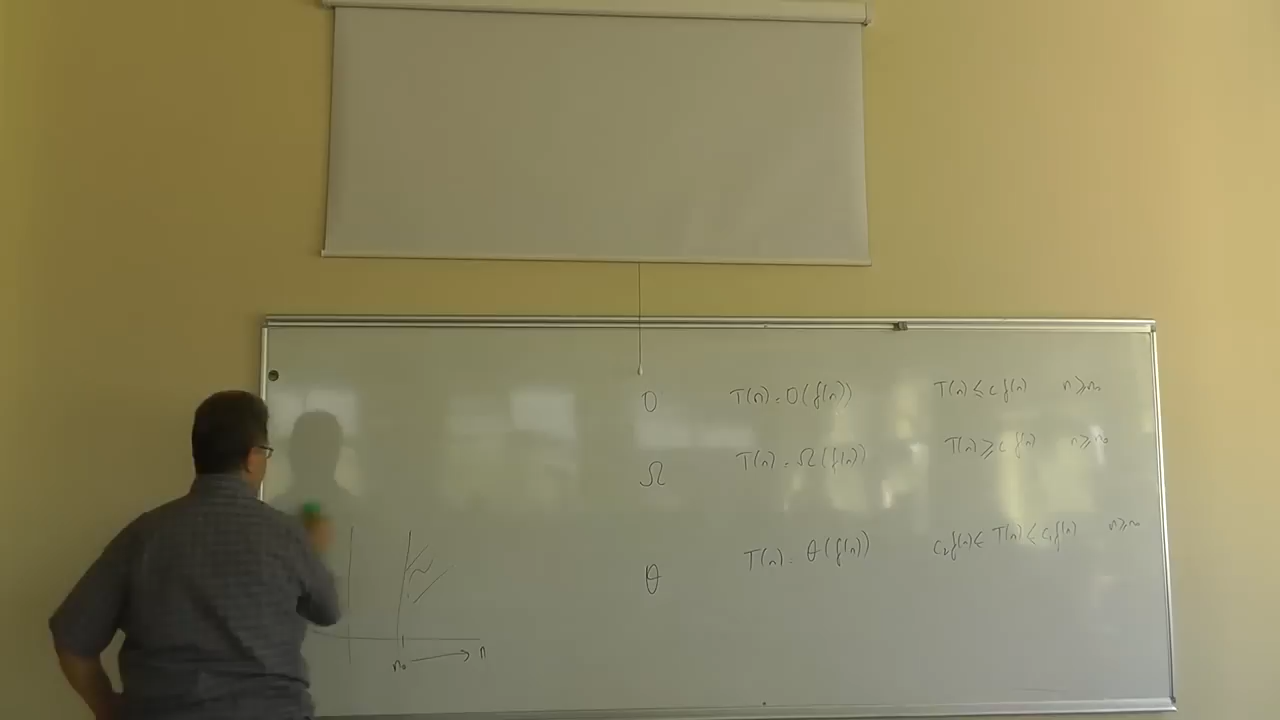 O T(n) = O(f(n)) T(n) ≤ c f(n) n ≥ n₀
Ω T(n) = Ω(f(n)) T(n) ≥ c f(n) n ≥ n₀
θ T(n) = θ(f(n)) c₂f(n) ≤ T(n) ≤ c₁f(n) n ≥ n₀
n₀ → n